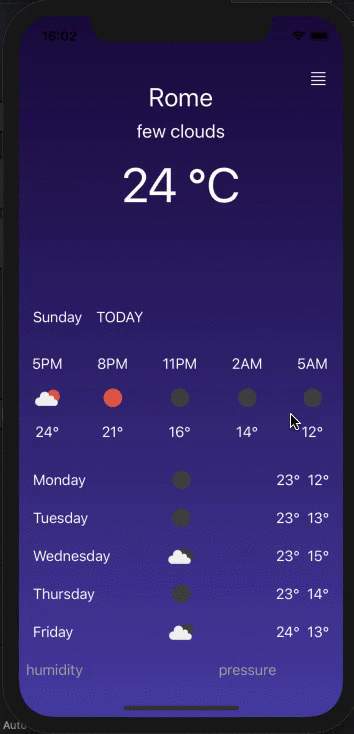 16:02
Rome
few clouds
24 °C
Sunday TODAY
5PM 8PM 11PM 2AM 5AM
24° 21° 16° 14° 12°
Monday 23° 12°
Tuesday 23° 13°
Wednesday 23° 15°
Thursday 23° 14°
Friday 24° 13°
humidity pressure
Auto